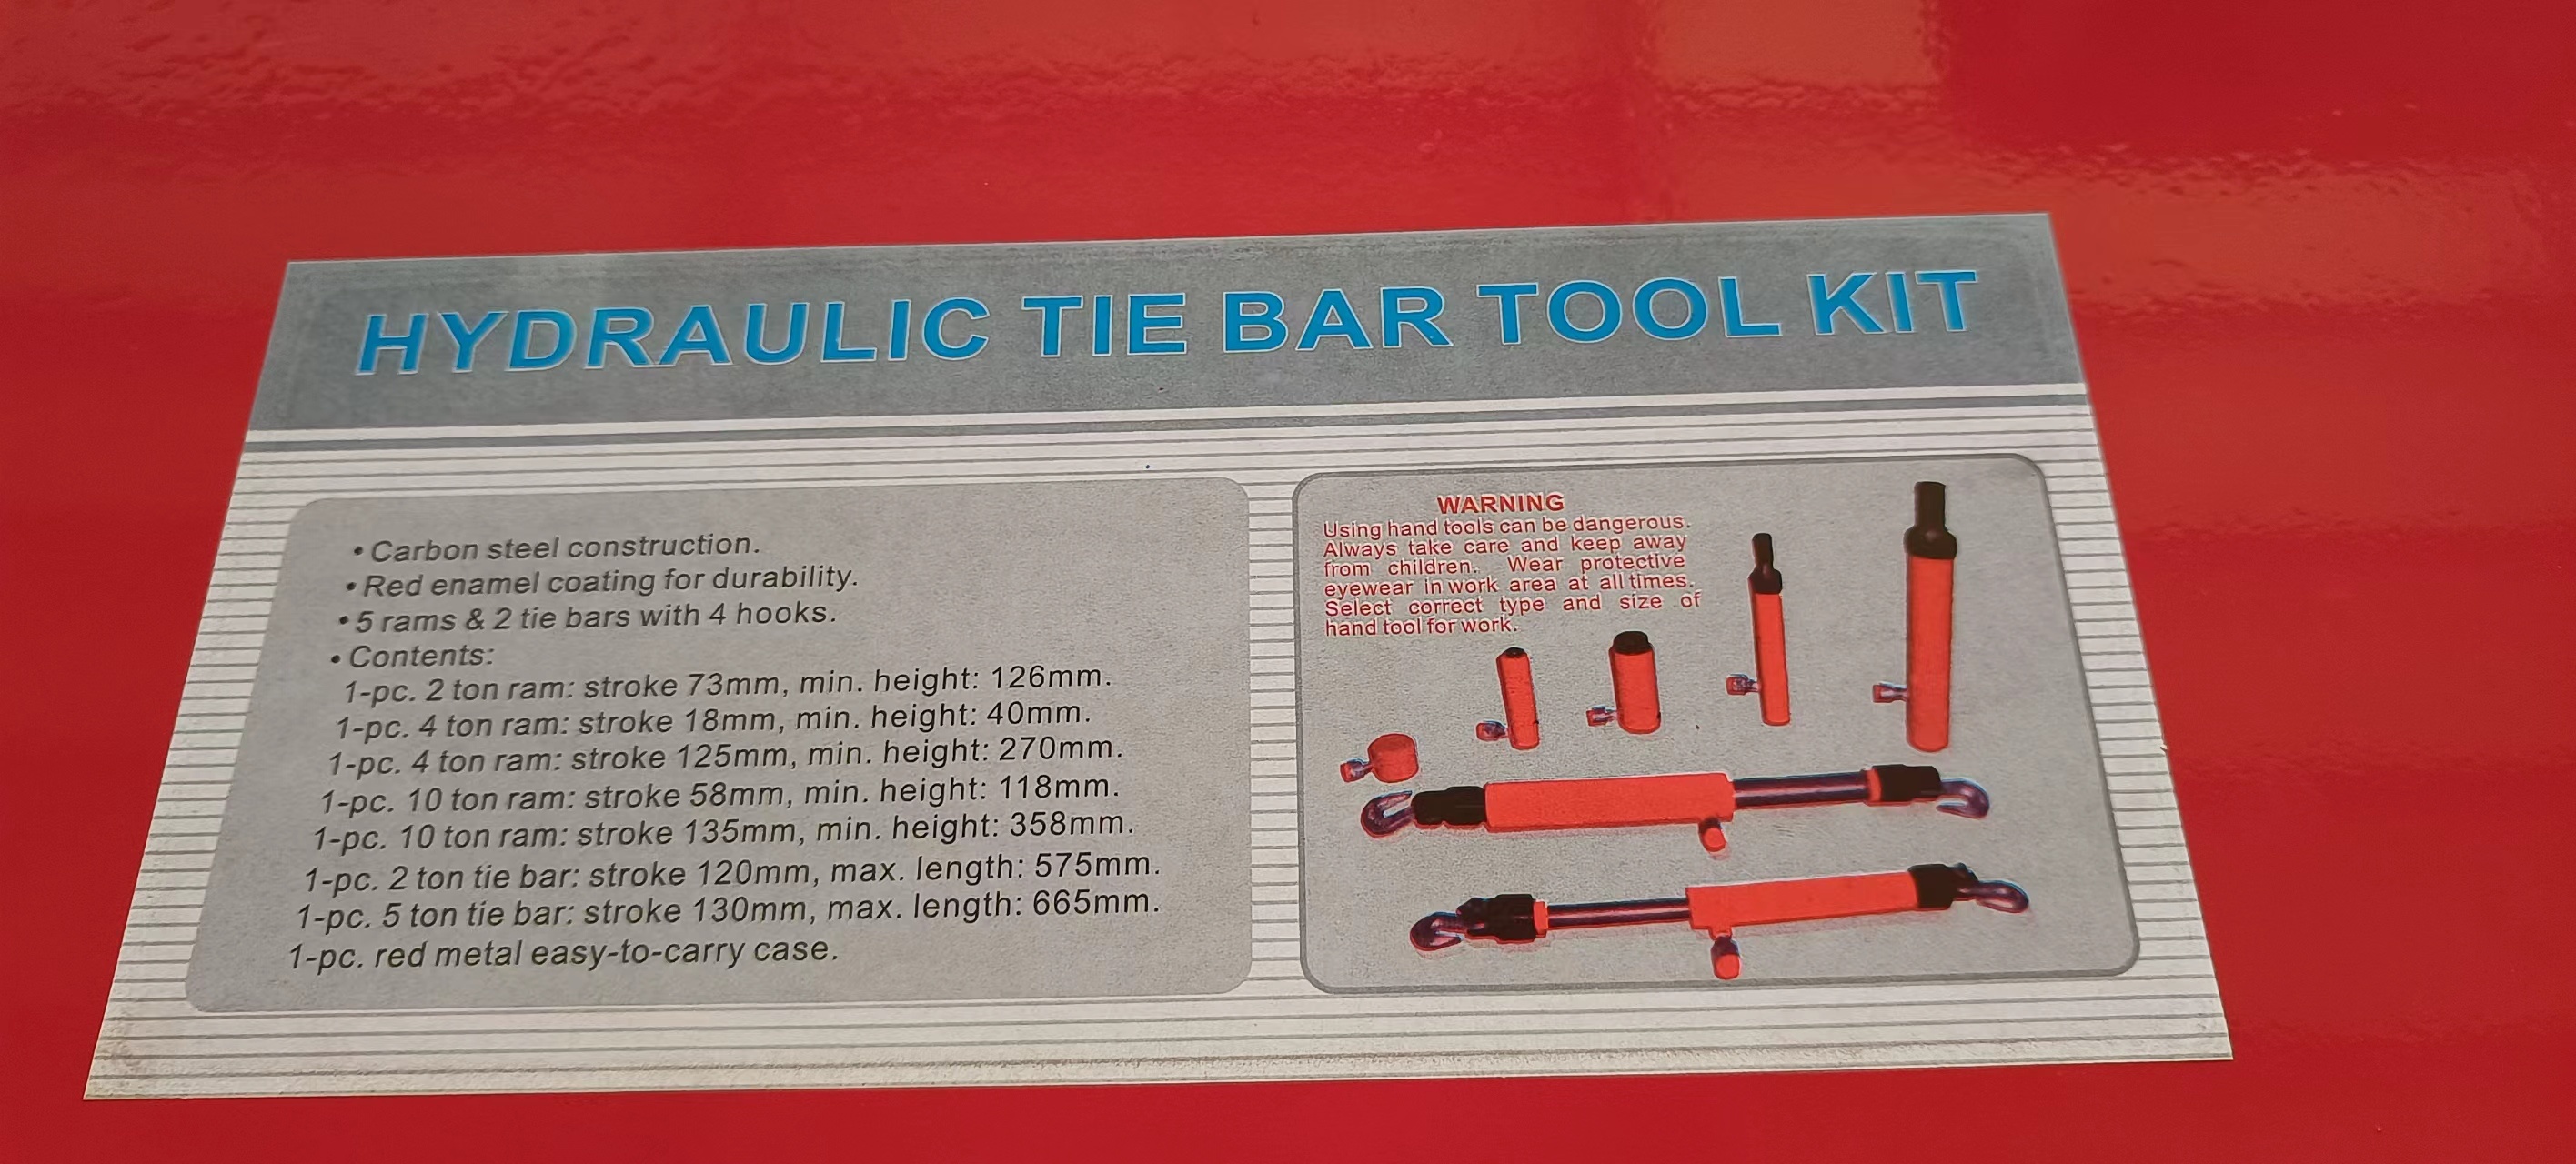 HYDRAULIC TIE BAR TOOL KIT
• Carbon steel construction.
• Red enamel coating for durability.
• 5 rams & 2 tie bars with 4 hooks.
• Contents:
1-pc. 2 ton ram: stroke 73mm, min. height: 126mm.
1-pc. 4 ton ram: stroke 18mm, min. height: 40mm.
1-pc. 4 ton ram: stroke 125mm, min. height: 270mm.
1-pc. 10 ton ram: stroke 58mm, min. height: 118mm.
1-pc. 10 ton ram: stroke 135mm, min. height: 358mm.
1-pc. 2 ton tie bar: stroke 120mm, max. length: 575mm.
1-pc. 5 ton tie bar: stroke 130mm, max. length: 665mm.
1-pc. red metal easy-to-carry case.
WARNING
Using hand tools can be dangerous.
Always take care and keep away
from children. Wear protective
eyewear in work area at all times.
Select correct type and size of
hand tool for work.